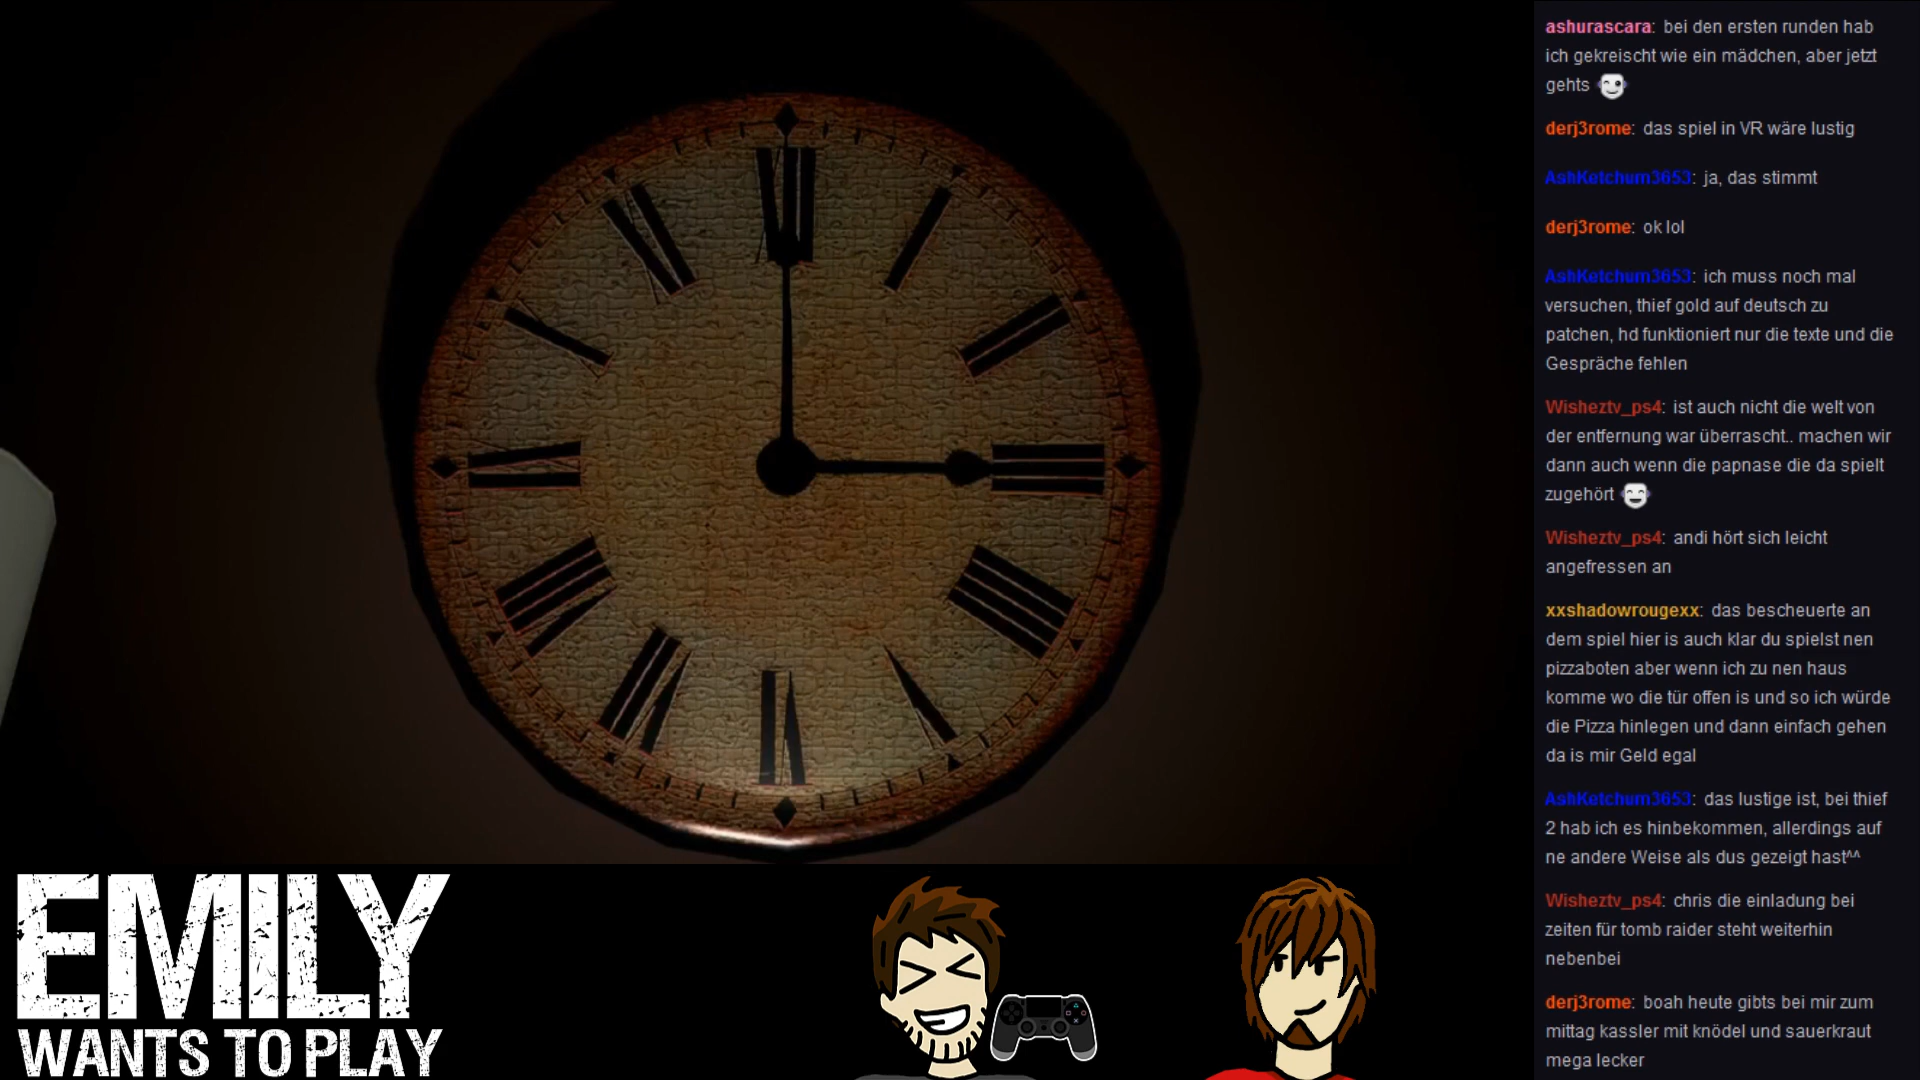 XII
XI
I
X
II
IX
III
VIII
IIII
VII
V
VI
EMILY
WANTS TO PLAY
ashurascara: bei den ersten runden hab
ich gekreischt wie ein mädchen, aber jetzt
gehts
derj3rome: das spiel in VR wäre lustig
AshKetchum3653: ja, das stimmt
derj3rome: ok lol
AshKetchum3653: ich muss noch mal
versuchen, thief gold auf deutsch zu
patchen, hd funktioniert nur die texte und die
Gespräche fehlen
Wisheztv_ps4: ist auch nicht die welt von
der entfernung war überrascht.. machen wir
dann auch wenn die papnase die da spielt
zugehört
Wisheztv_ps4: andi hört sich leicht
angefressen an
xxshadowrougexx: das bescheuerte an
dem spiel hier is auch klar du spielst nen
pizzaboten aber wenn ich zu nen haus
komme wo die tür offen is und so ich würde
die Pizza hinlegen und dann einfach gehen
da is mir Geld egal
AshKetchum3653: das lustige ist, bei thief
2 hab ich es hinbekommen, allerdings auf
ne andere Weise als dus gezeigt hast^^
Wisheztv_ps4: chris die einladung bei
zeiten für tomb raider steht weiterhin
nebenbei
derj3rome: boah heute gibts bei mir zum
mittag kassler mit knödel und sauerkraut
mega lecker